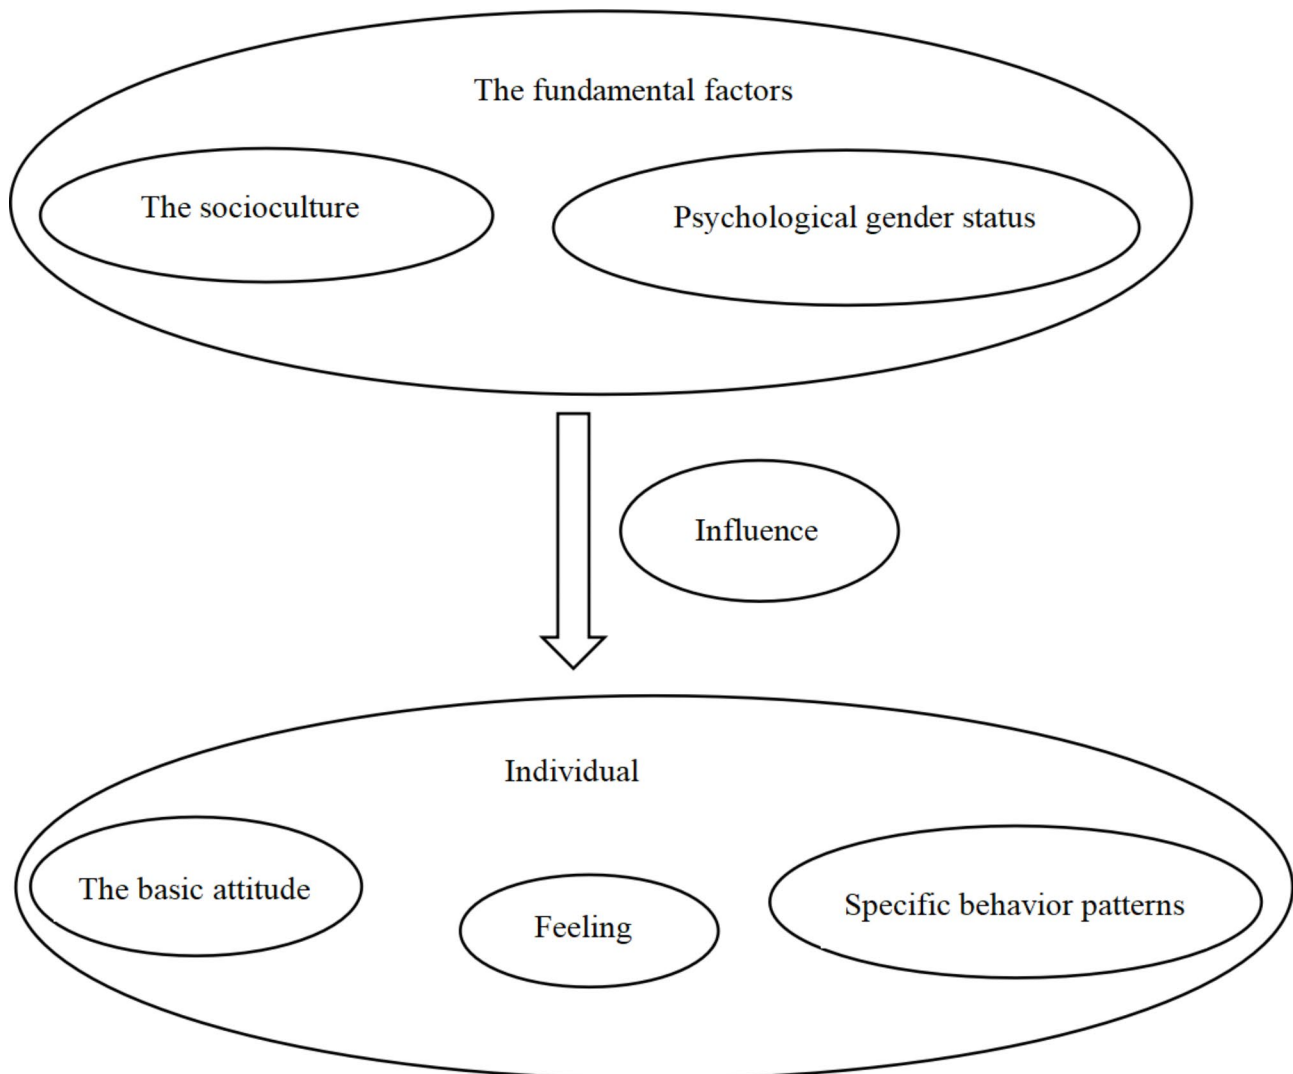 The fundamental factors
The socioculture
Psychological gender status
Influence
Individual
The basic attitude
Feeling
Specific behavior patterns